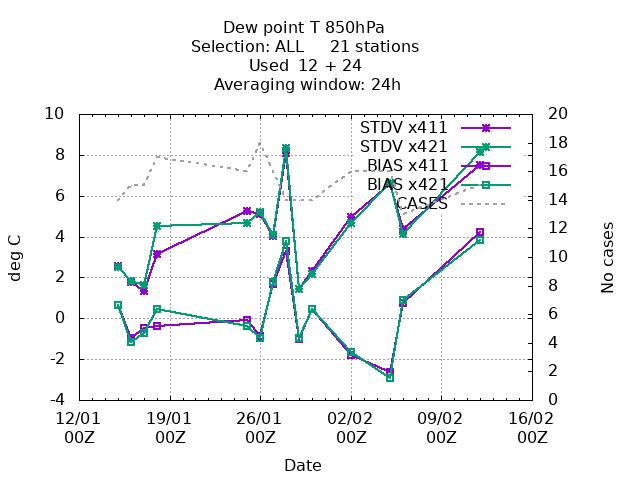 Dew point T 850hPa
Selection: ALL     21 stations
Used  12 + 24
Averaging window: 24h
10
8
6
4
2
0
-2
-4
deg C
20
18
16
14
12
10
8
6
4
2
0
No cases
STDV x411
STDV x421
BIAS x411
BIAS x421
CASES
12/01 19/01 26/01 02/02 09/02 16/02
00Z 00Z 00Z 00Z 00Z 00Z
Date